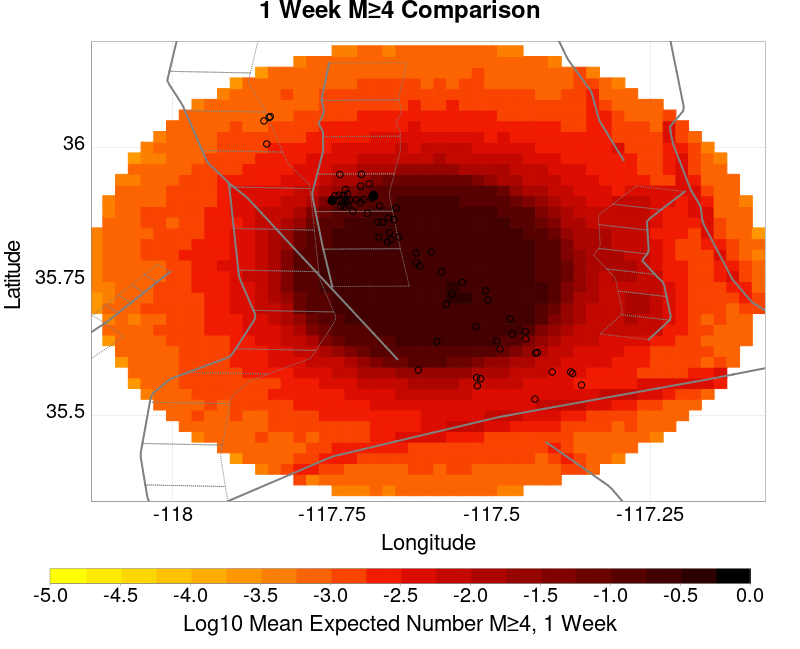 1 Week M≥4 Comparison
Latitude
36
35.75
35.5
-118 -117.75 -117.5 -117.25
Longitude
-5.0 -4.5 -4.0 -3.5 -3.0 -2.5 -2.0 -1.5 -1.0 -0.5 0.0
Log10 Mean Expected Number M≥4, 1 Week